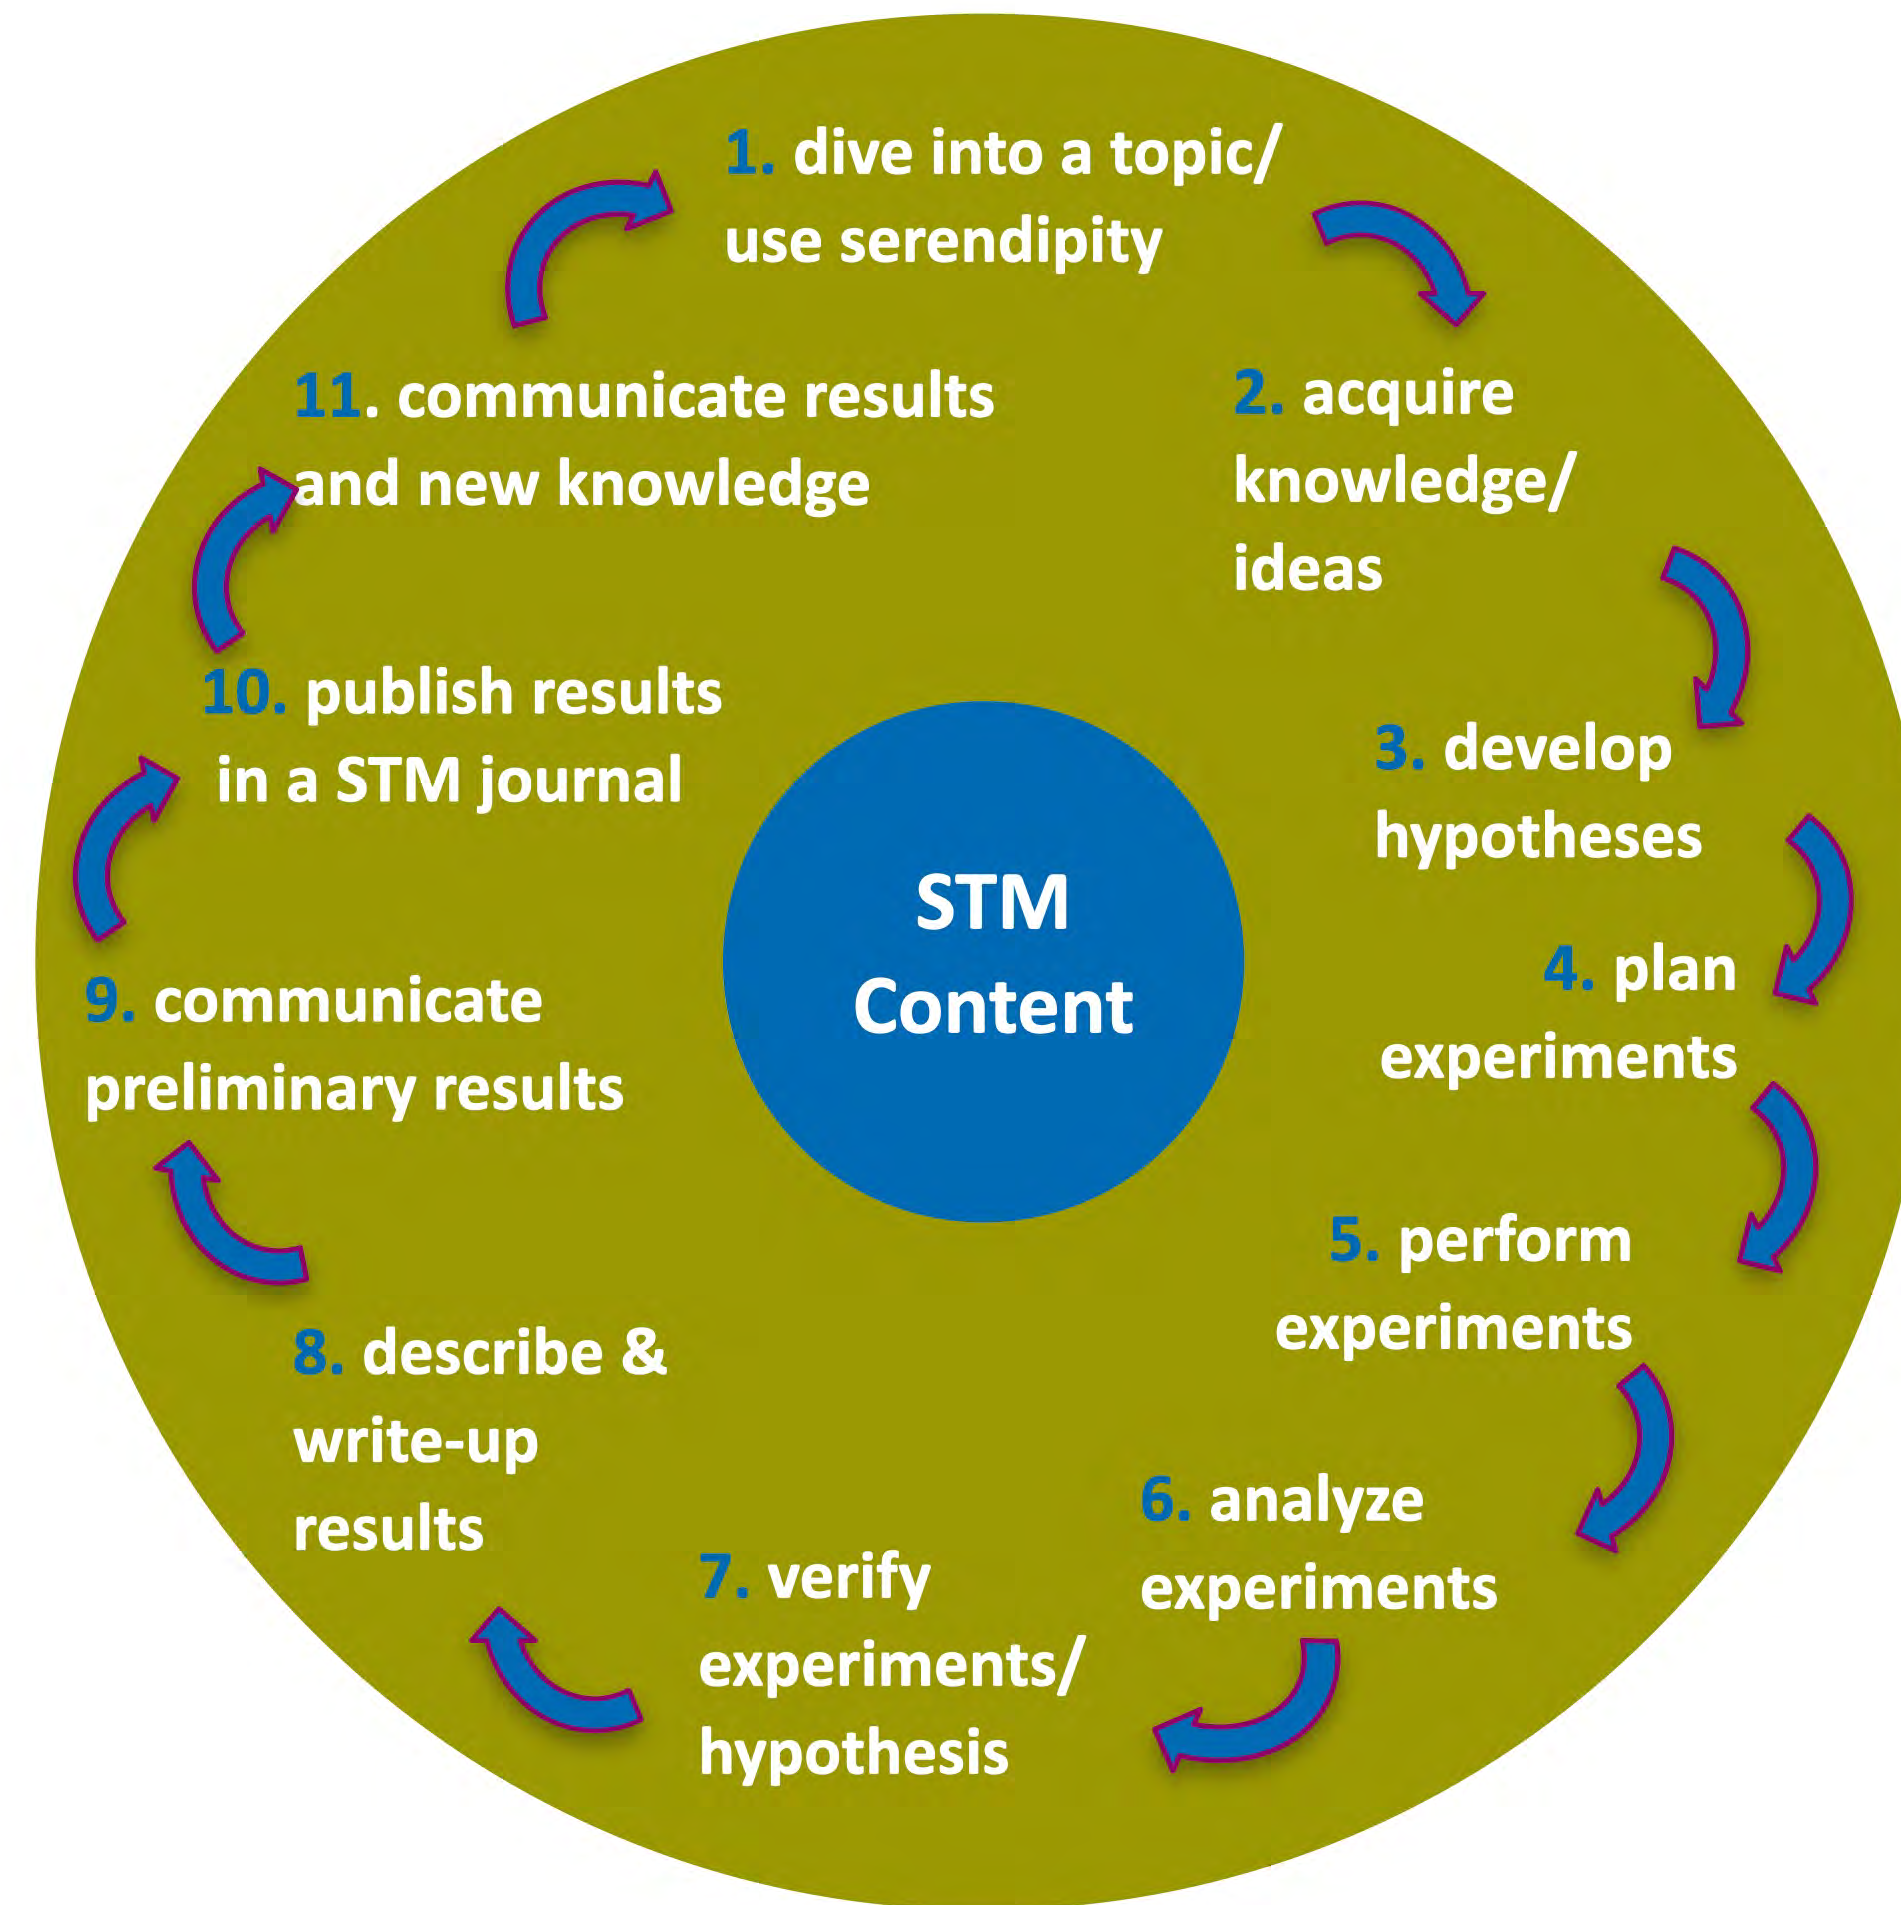 1. dive into a topic/
use serendipity
2. acquire
knowledge/
ideas
3. develop
hypotheses
4. plan
experiments
5. perform
experiments
6. analyze
experiments
7. verify
experiments/
hypothesis
8. describe &
write-up
results
9. communicate
preliminary results
10. publish results
in a STM journal
11. communicate results
and new knowledge
STM
Content